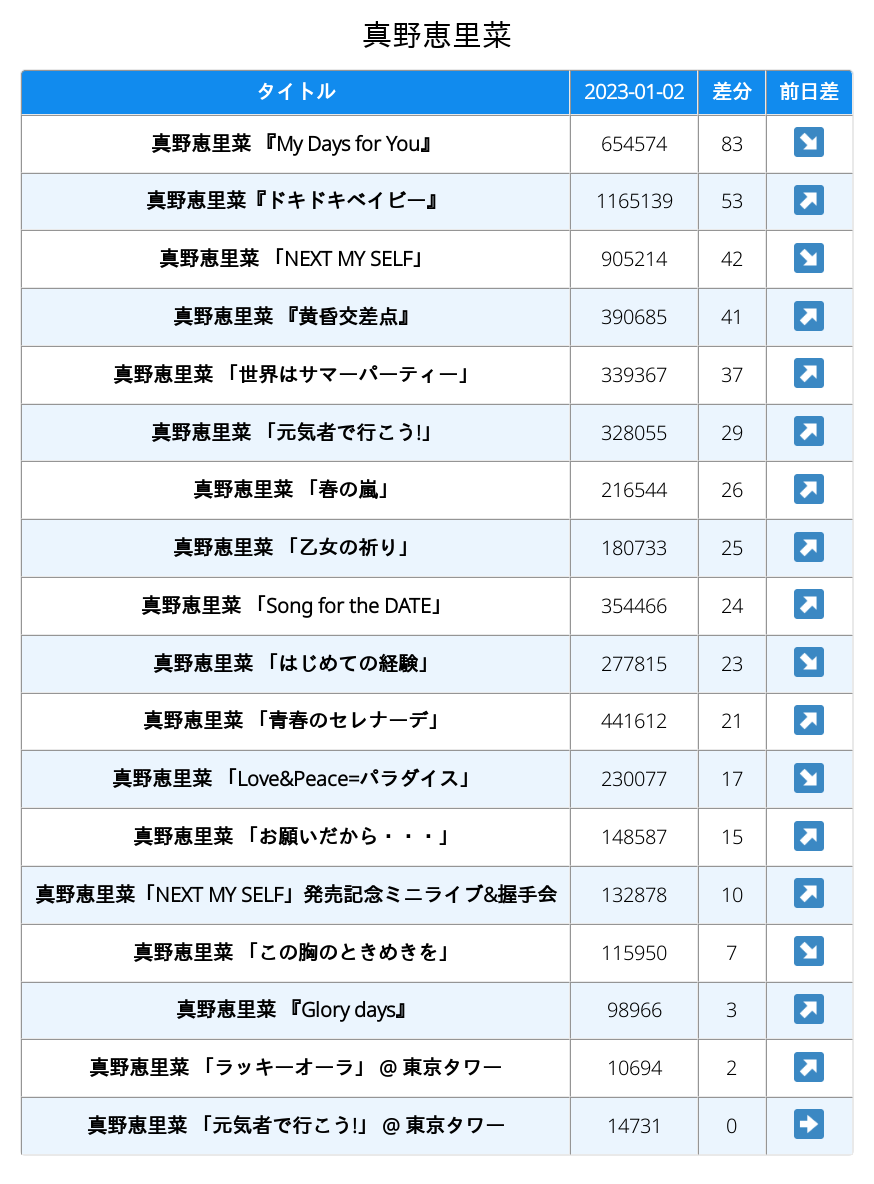 真野恵里菜
タイトル 2023-01-02 差分 前日差
真野恵里菜 『My Days for You』 654574 83 ↘
真野恵里菜『ドキドキベイビー』 1165139 53 ↗
真野恵里菜 「NEXT MY SELF」 905214 42 ↘
真野恵里菜 『黄昏交差点』 390685 41 ↗
真野恵里菜 「世界はサマーパーティー」 339367 37 ↗
真野恵里菜 「元気者で行こう!」 328055 29 ↗
真野恵里菜 「春の嵐」 216544 26 ↗
真野恵里菜 「乙女の祈り」 180733 25 ↗
真野恵里菜 「Song for the DATE」 354466 24 ↗
真野恵里菜 「はじめての経験」 277815 23 ↘
真野恵里菜 「青春のセレナーデ」 441612 21 ↗
真野恵里菜 「Love&Peace=パラダイス」 230077 17 ↘
真野恵里菜 「お願いだから・・・」 148587 15 ↗
真野恵里菜「NEXT MY SELF」発売記念ミニライブ&握手会 132878 10 ↗
真野恵里菜 「この胸のときめきを」 115950 7 ↘
真野恵里菜 『Glory days』 98966 3 ↗
真野恵里菜 「ラッキーオーラ」 @ 東京タワー 10694 2 ↗
真野恵里菜 「元気者で行こう!」 @ 東京タワー 14731 0 ➡